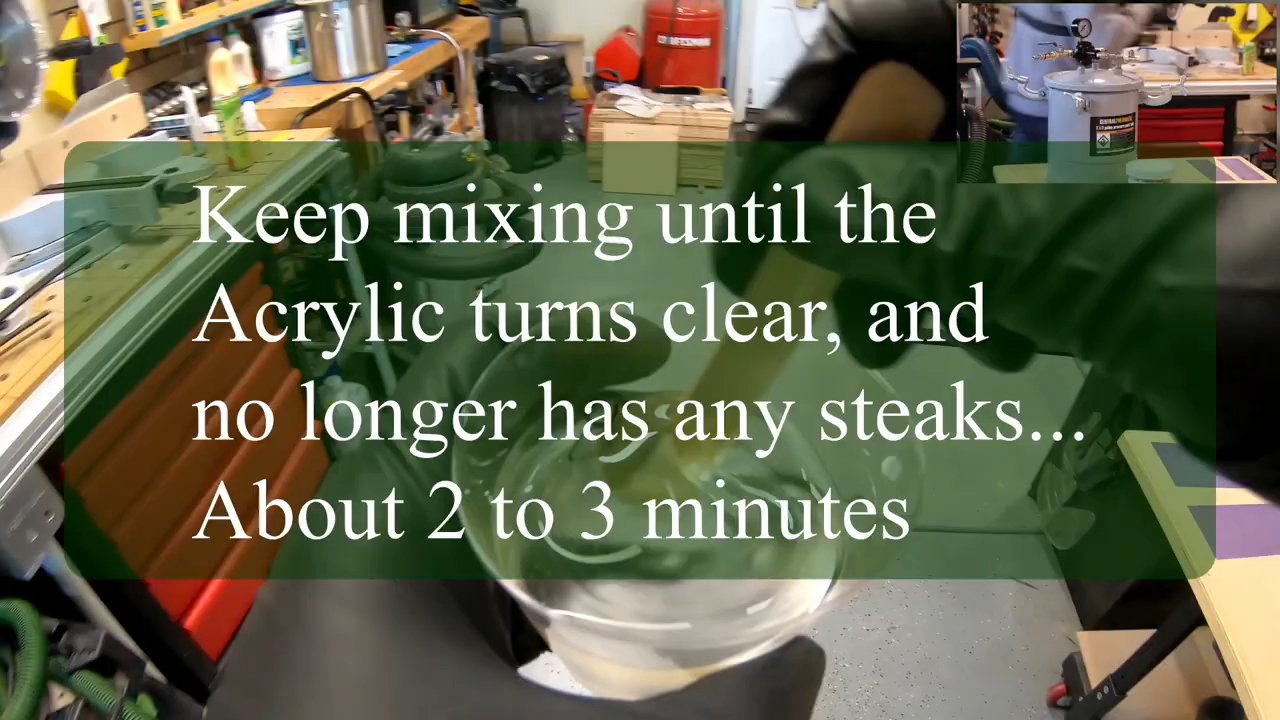 Keep mixing until the
Acrylic turns clear, and
no longer has any steaks...
About 2 to 3 minutes